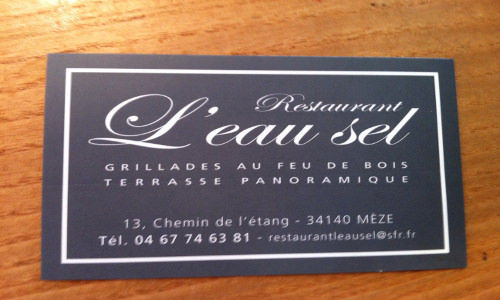 Restaurant
L'eau sel
GRILLADES AU FEU DE BOIS
TERRASSE PANORAMIQUE
13, Chemin de l'étang - 34140 MÈZE
Tél. 04 67 74 63 81 - restaurantleausel@sfr.fr